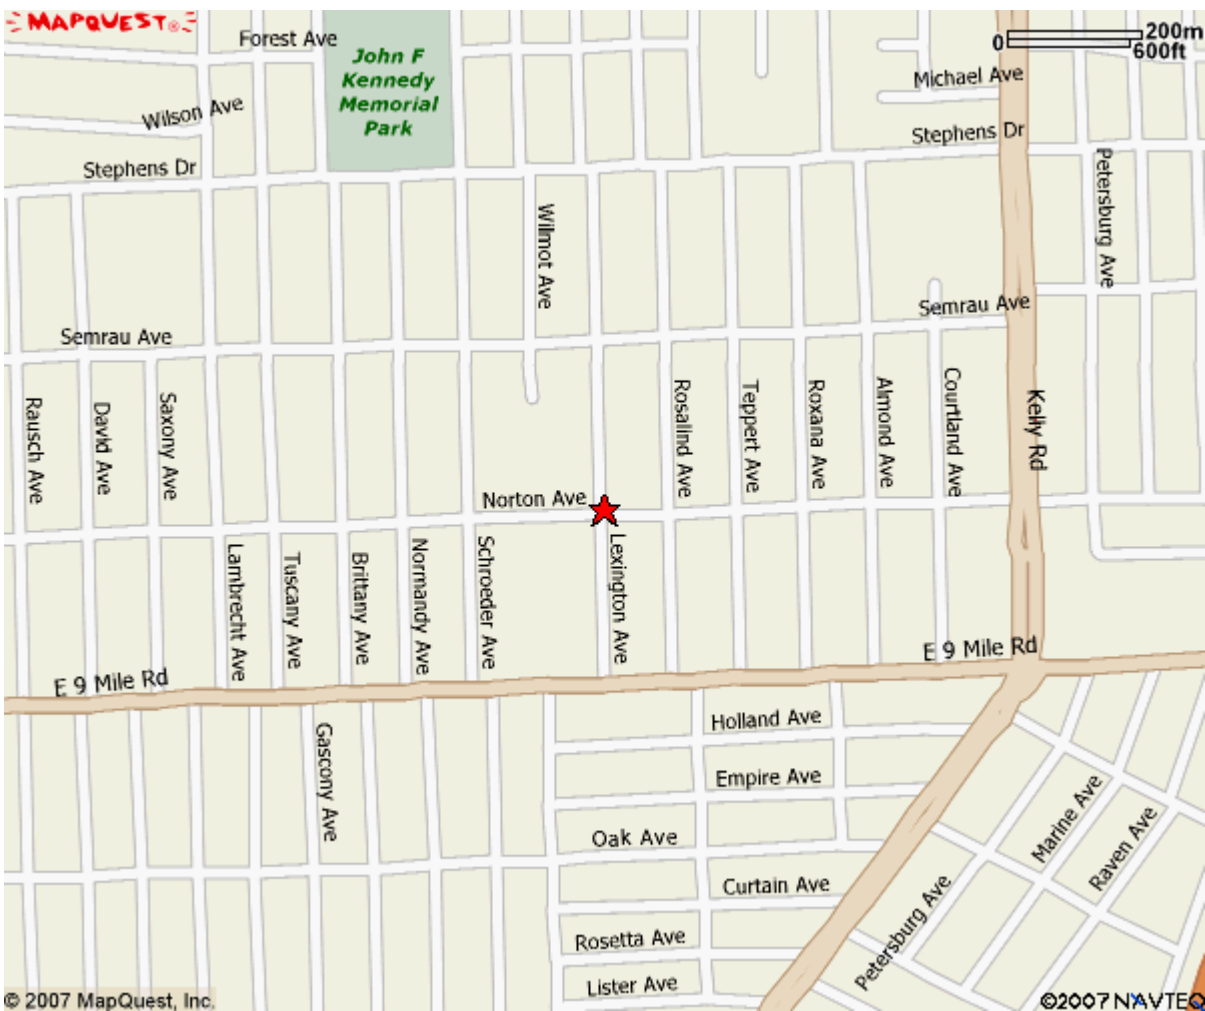 MAPQUEST®
Forest Ave
John F
Kennedy
Memorial
Park
0
200m
600ft
Michael Ave
Wilson Ave
Stephens Dr
Stephens Dr
Petersburg Ave
Wilmot Ave
Semrau Ave
Semrau Ave
Rausch Ave
David Ave
Saxony Ave
Rosalind Ave
Teppert Ave
Roxana Ave
Almond Ave
Courtland Ave
Kelly Rd
Norton Ave
Lambrecht Ave
Tuscany Ave
Brittany Ave
Normandy Ave
Schroeder Ave
Lexington Ave
E 9 Mile Rd
E 9 Mile Rd
Gascony Ave
Holland Ave
Empire Ave
Oak Ave
Curtain Ave
Rosetta Ave
Lister Ave
Petersburg Ave
Marine Ave
Raven Ave
© 2007 MapQuest, Inc.
©2007 NAVTEQ